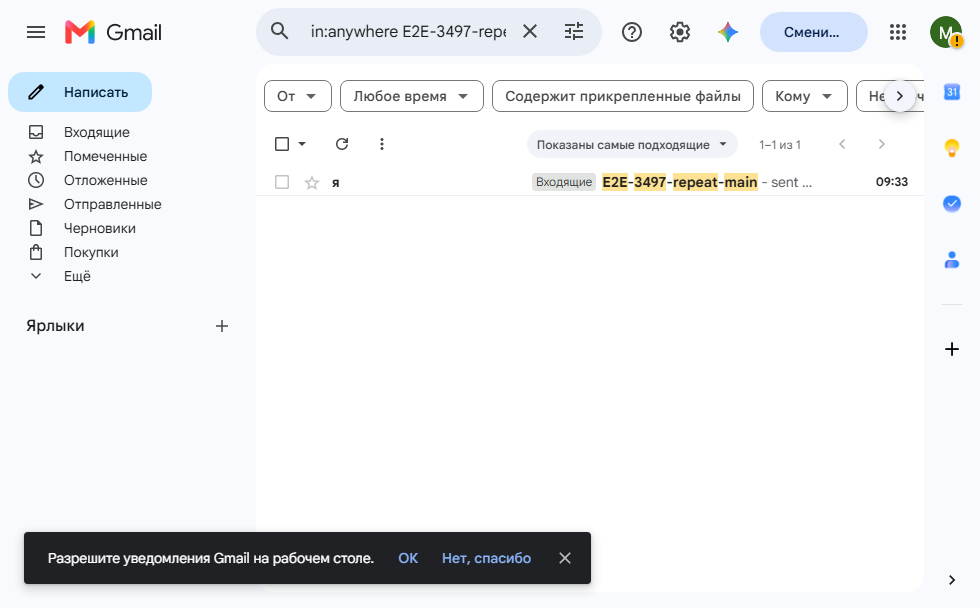 Gmail
in:anywhere E2E-3497-repe
Смени...
M
Написать
Входящие
Помеченные
Отложенные
Отправленные
Черновики
Покупки
Ещё
Ярлыки
От
Любое время
Содержит прикрепленные файлы
Кому
Показаны самые подходящие
1–1 из 1
я
Входящие
E2E-3497-repeat-main - sent ...
09:33
31
Разрешите уведомления Gmail на рабочем столе.
OK
Нет, спасибо